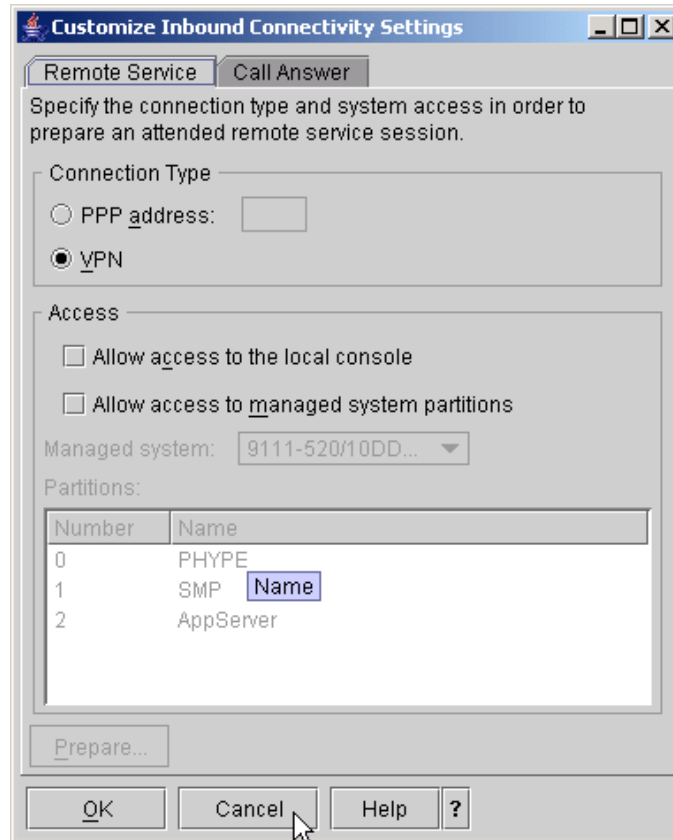 Customize Inbound Connectivity Settings
Remote Service Call Answer
Specify the connection type and system access in order to
prepare an attended remote service session.
Connection Type
PPP address:
VPN
Access
Allow access to the local console
Allow access to managed system partitions
Managed system: 9111-520/10DD...
Partitions:
Number Name
0 PHYPE
1 SMP Name
2 AppServer
Prepare...
OK Cancel Help ?